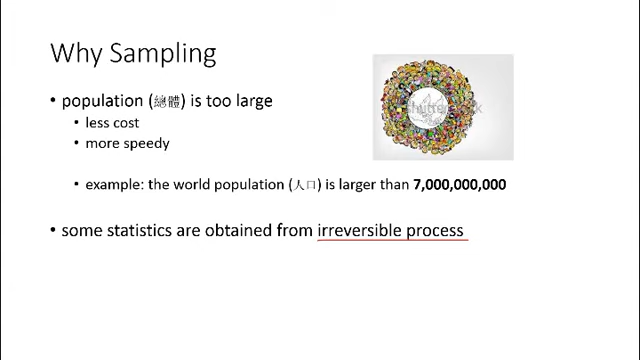 Why Sampling
• population (總體) is too large
• less cost
• more speedy
• example: the world population (人口) is larger than 7,000,000,000
• some statistics are obtained from irreversible process